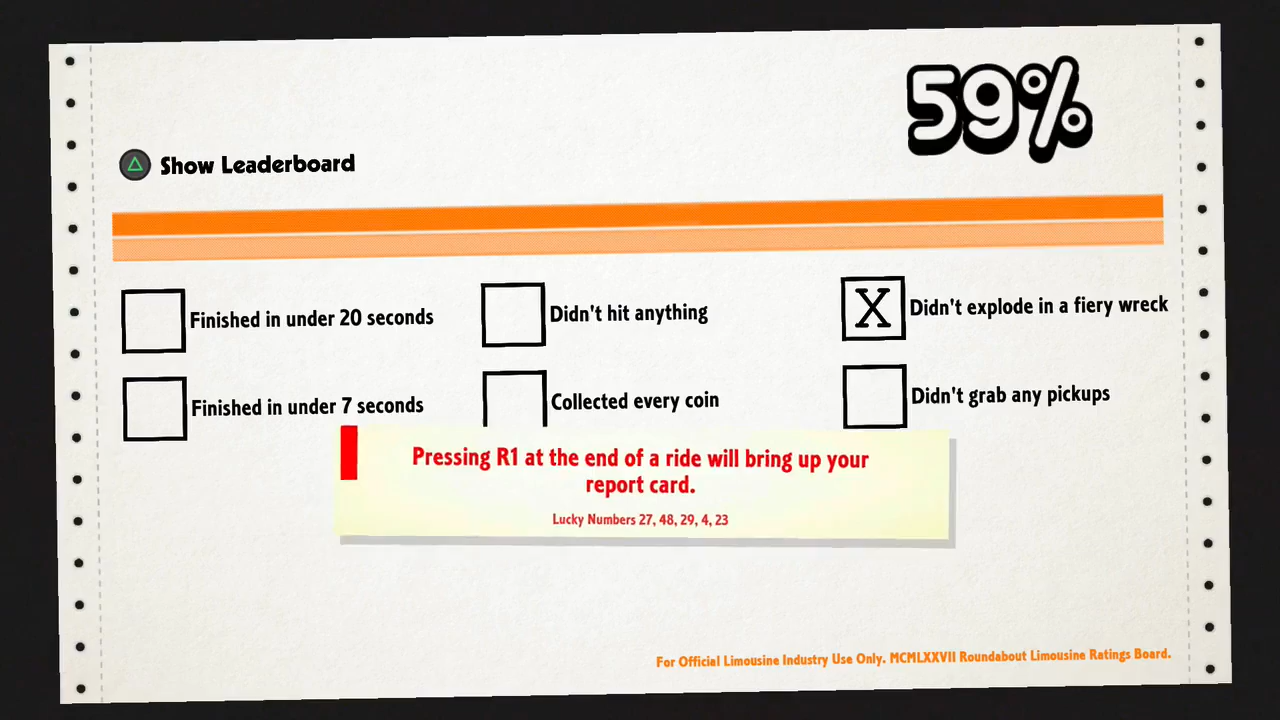 59%
Show Leaderboard
Finished in under 20 seconds
Didn't hit anything
X
Didn't explode in a fiery wreck
Finished in under 7 seconds
Collected every coin
Didn't grab any pickups
Pressing R1 at the end of a ride will bring up your
report card.
Lucky Numbers 27, 48, 29, 4, 23
For Official Limousine Industry Use Only. MCMLXXVII Roundabout Limousine Ratings Board.